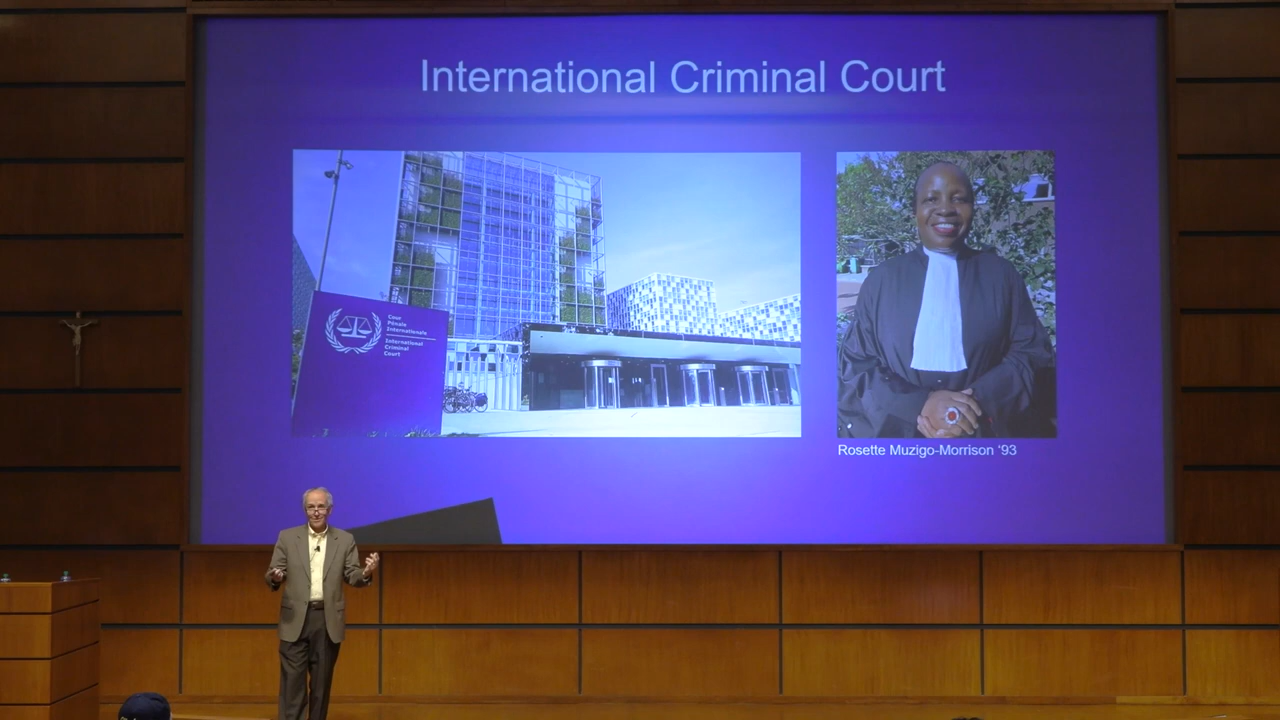 International Criminal Court
Cour
Pénale
Internationale
International
Criminal
Court
Rosette Muzigo-Morrison ‘93